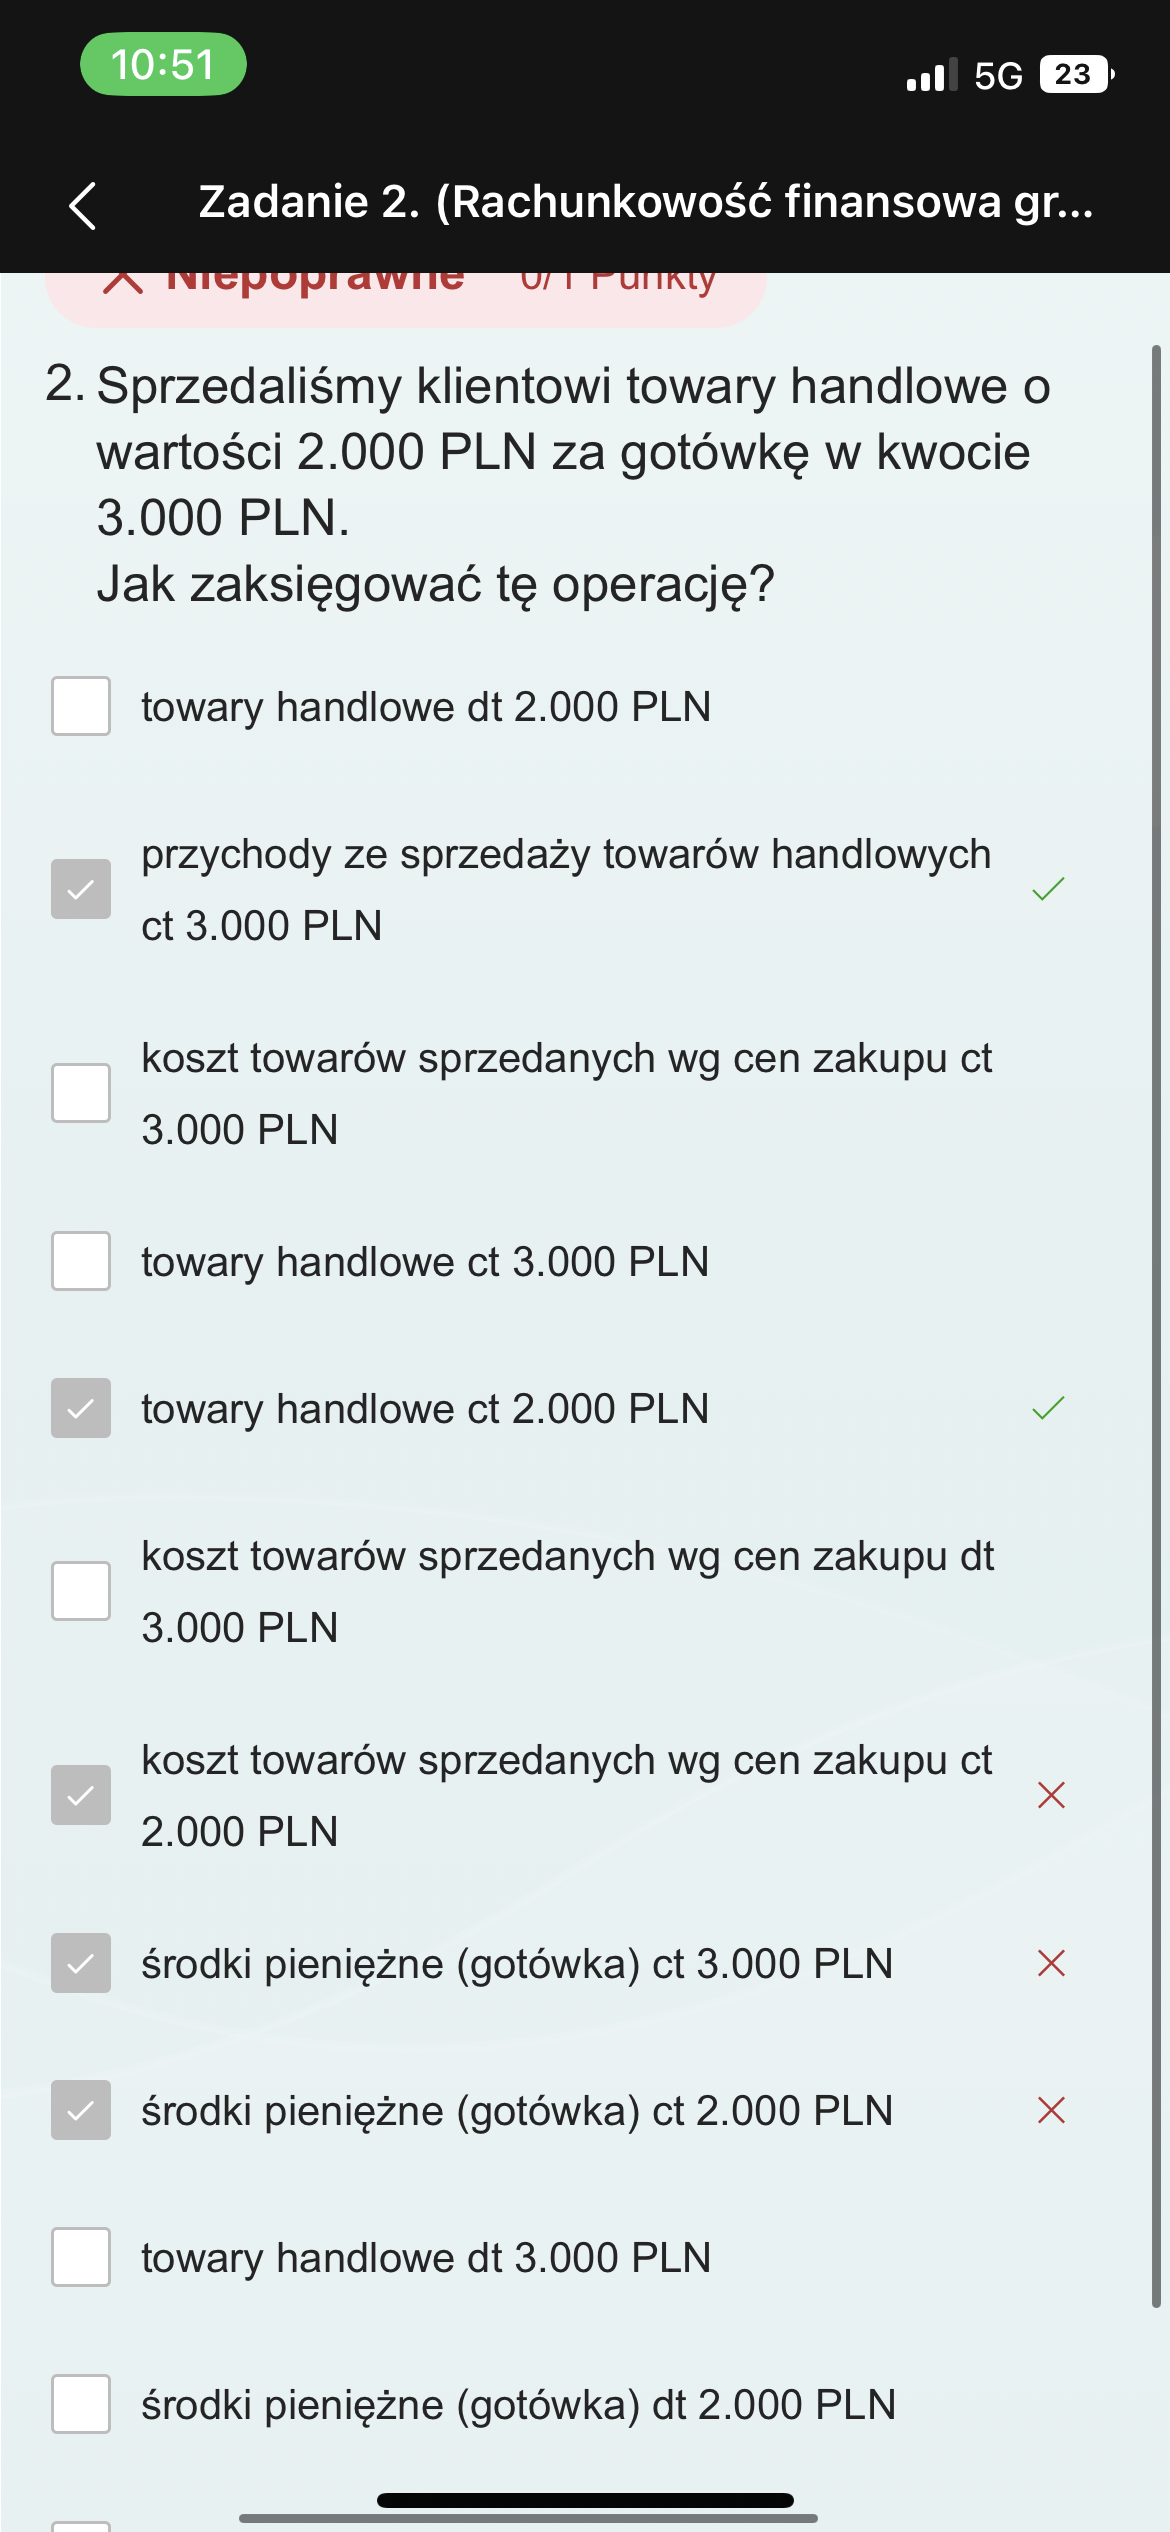 10:51
5G 23
Zadanie 2. (Rachunkowość finansowa gr...
Niepoprawne 0/1 Punkty
2. Sprzedaliśmy klientowi towary handlowe o
wartości 2.000 PLN za gotówkę w kwocie
3.000 PLN.
Jak zaksięgować tę operację?
towary handlowe dt 2.000 PLN
przychody ze sprzedaży towarów handlowych
ct 3.000 PLN
koszt towarów sprzedanych wg cen zakupu ct
3.000 PLN
towary handlowe ct 3.000 PLN
towary handlowe ct 2.000 PLN
koszt towarów sprzedanych wg cen zakupu dt
3.000 PLN
koszt towarów sprzedanych wg cen zakupu ct
2.000 PLN
środki pieniężne (gotówka) ct 3.000 PLN
środki pieniężne (gotówka) ct 2.000 PLN
towary handlowe dt 3.000 PLN
środki pieniężne (gotówka) dt 2.000 PLN